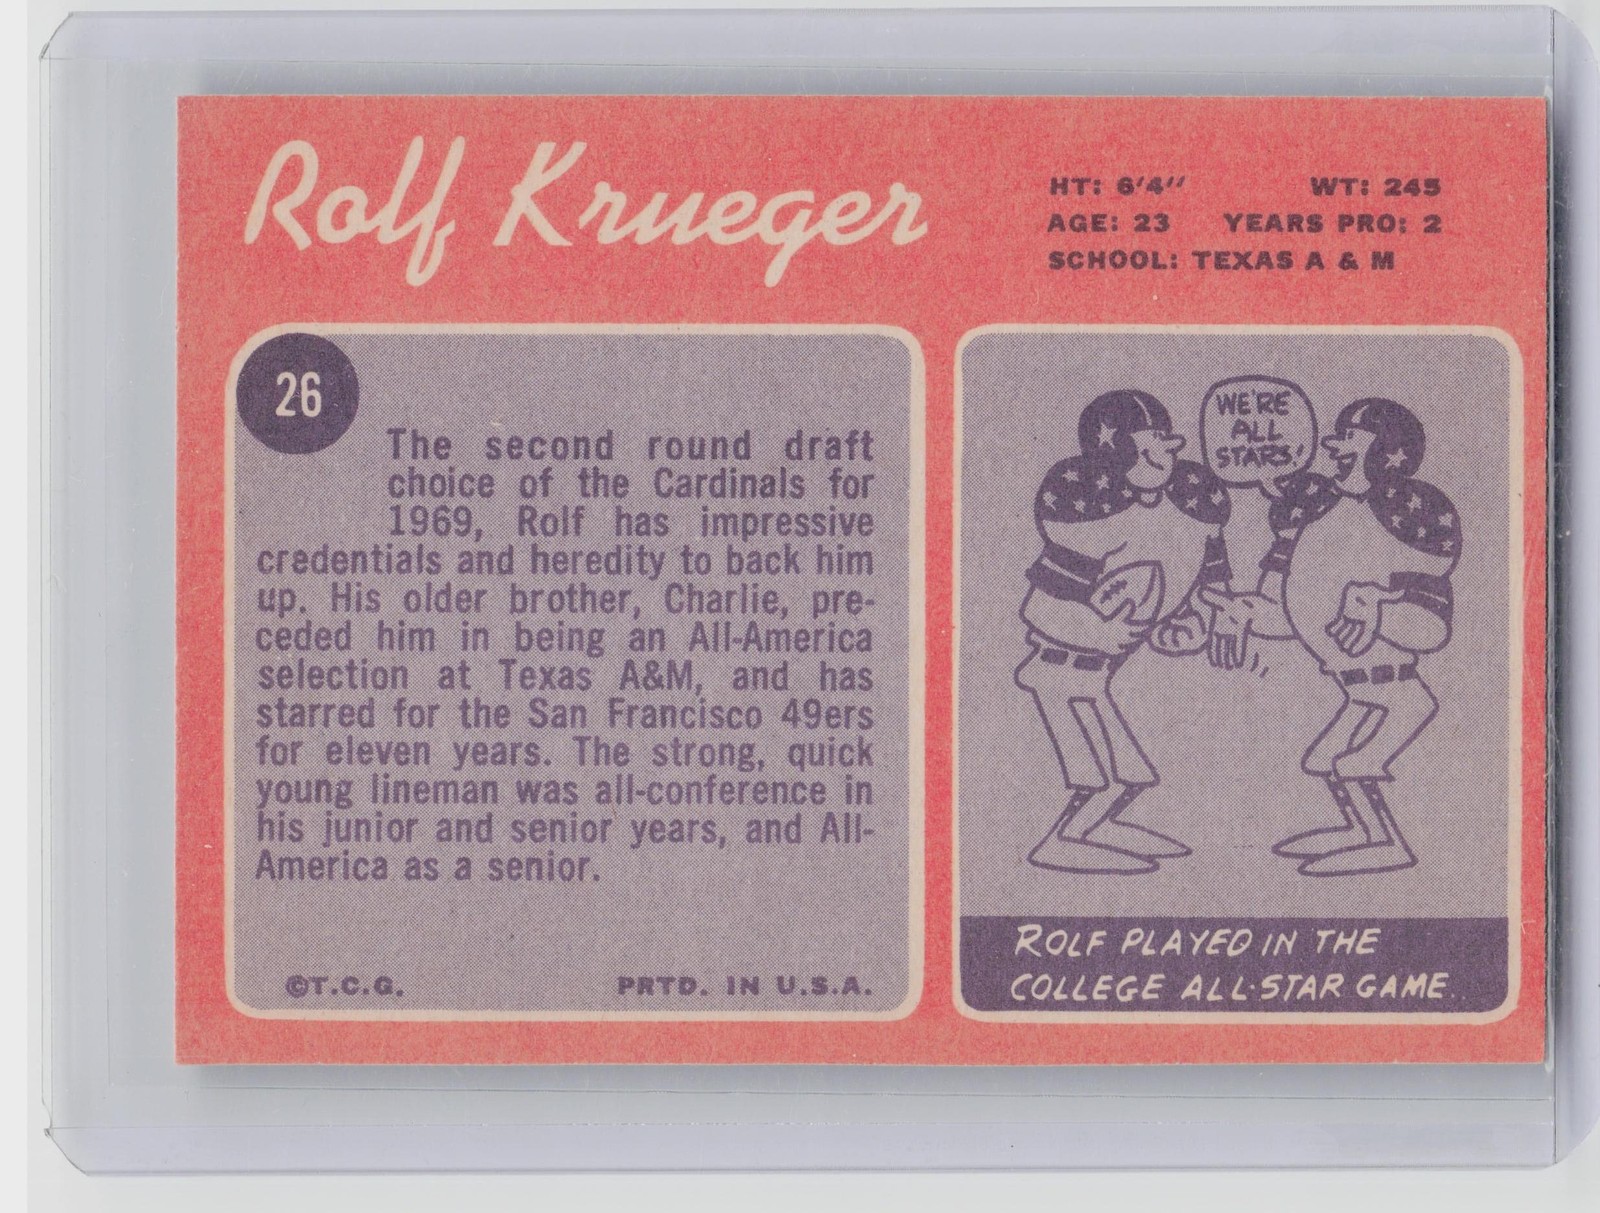 Rolf Krueger
HT: 6'4" WT: 245
AGE: 23 YEARS PRO: 2
SCHOOL: TEXAS A & M
26
The second round draft
choice of the Cardinals for
1969, Rolf has impressive
credentials and heredity to back him
up. His older brother, Charlie, pre-
ceded him in being an All-America
selection at Texas A&M, and has
starred for the San Francisco 49ers
for eleven years. The strong, quick
young lineman was all-conference in
his junior and senior years, and All-
America as a senior.
©T.C.G. PRTD. IN U.S.A.
WE'RE
ALL
STARS!
ROLF PLAYED IN THE
COLLEGE ALL-STAR GAME